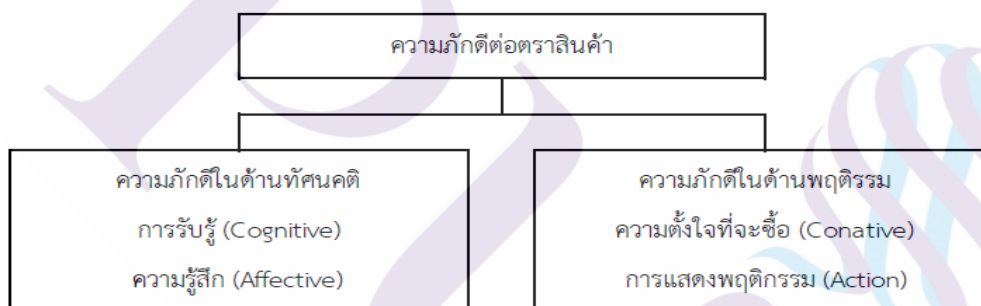 ความภักดีต่อตราสินค้า
ความภักดีในด้านทัศนคติ
การรับรู้ (Cognitive)
ความรู้สึก (Affective)
ความภักดีในด้านพฤติรรม
ความตั้งใจที่จะซื้อ (Conative)
การแสดงพฤติกรรม (Action)